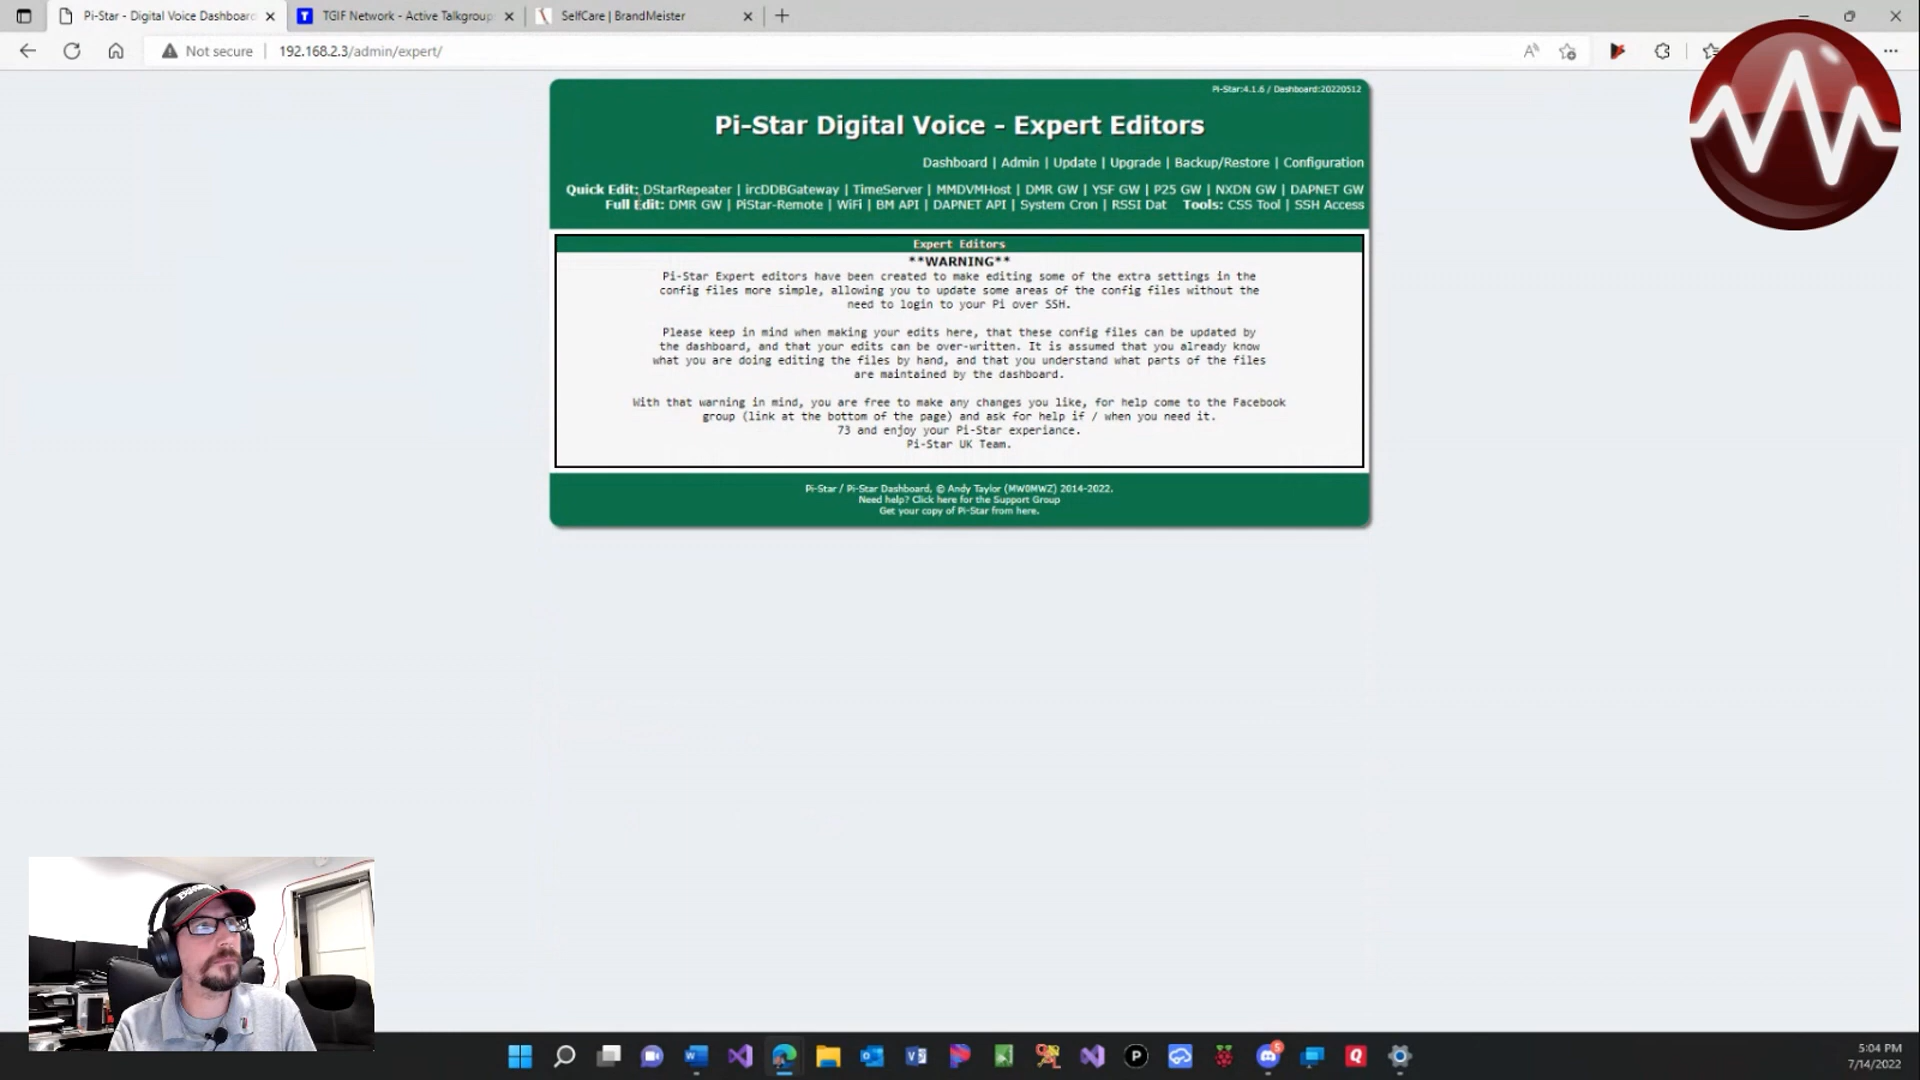 Pi-Star - Digital Voice Dashboard
TGIF Network - Active Talkgroup
SelfCare | BrandMeister
Not secure
192.168.2.3/admin/expert/
Pi-Star:4.1.6 / Dashboard:20220512
Pi-Star Digital Voice - Expert Editors
Dashboard | Admin | Update | Upgrade | Backup/Restore | Configuration
Quick Edit: DStarRepeater | ircDDBGateway | TimeServer | MMDVMHost | DMR GW | YSF GW | P25 GW | NXDN GW | DAPNET GW
Full Edit: DMR GW | PiStar-Remote | WiFi | BM API | DAPNET API | System Cron | RSSI Dat Tools: CSS Tool | SSH Access
Expert Editors
**WARNING**
Pi-Star Expert editors have been created to make editing some of the extra settings in the
config files more simple, allowing you to update some areas of the config files without the
need to login to your Pi over SSH.
Please keep in mind when making your edits here, that these config files can be updated by
the dashboard, and that your edits can be over-written. It is assumed that you already know
what you are doing editing the files by hand, and that you understand what parts of the files
are maintained by the dashboard.
With that warning in mind, you are free to make any changes you like, for help come to the Facebook
group (link at the bottom of the page) and ask for help if / when you need it.
73 and enjoy your Pi-Star experiance.
Pi-Star UK Team.
Pi-Star / Pi-Star Dashboard, © Andy Taylor (MW0MWZ) 2014-2022.
Need help? Click here for the Support Group
Get your copy of Pi-Star from here.
5:04 PM
7/14/2022